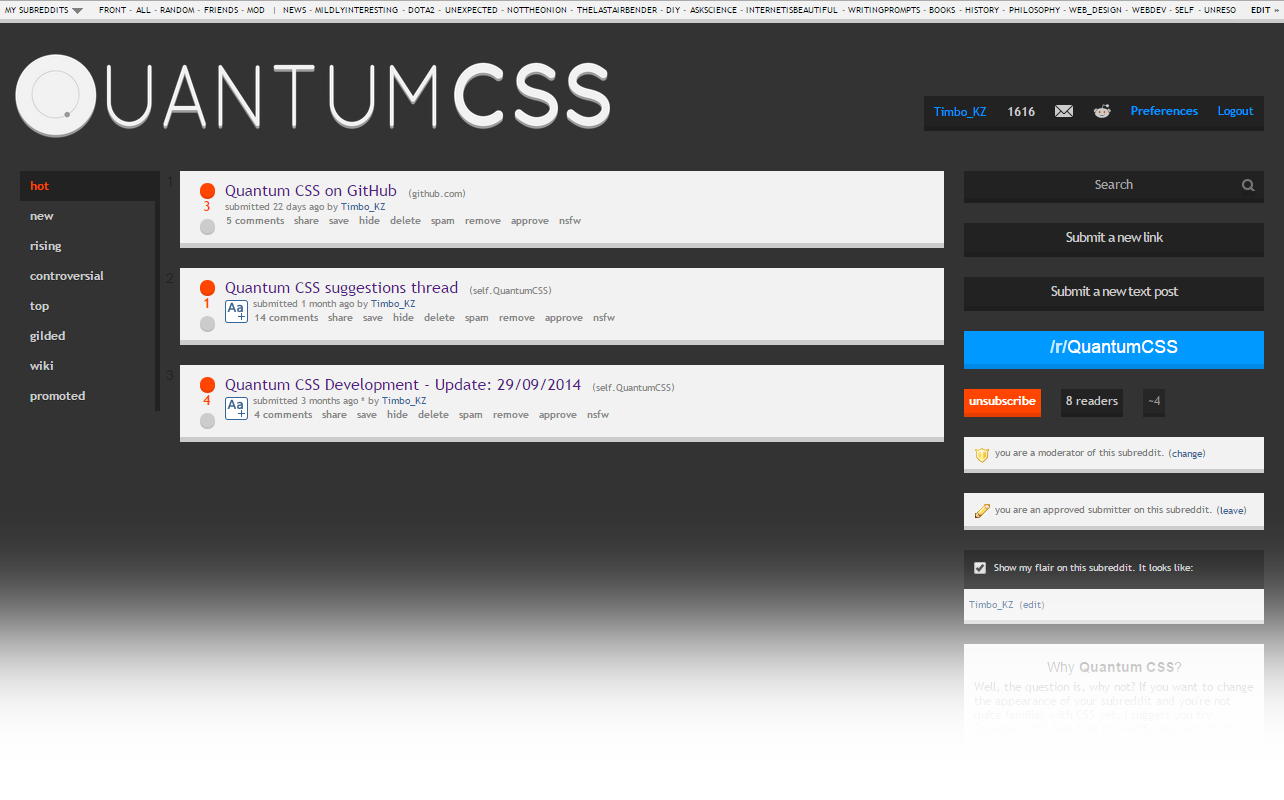 MY SUBREDDITS FRONT - ALL - RANDOM - FRIENDS - MOD | NEWS - MILDLYINTERESTING - DOTA2 - UNEXPECTED - NOTTHEONION - THELASTAIRBENDER - DIY - ASKSCIENCE - INTERNETISBEAUTIFUL - WRITINGPROMPTS - BOOKS - HISTORY - PHILOSOPHY - WEB_DESIGN - WEBDEV - SELF - UNRESO EDIT »
QUANTUMCSS
Timbo_KZ 1616 Preferences Logout
hot
new
rising
controversial
top
gilded
wiki
promoted
1
3
Quantum CSS on GitHub (github.com)
submitted 22 days ago by Timbo_KZ
5 comments share save hide delete spam remove approve nsfw
2
1
Quantum CSS suggestions thread (self.QuantumCSS)
Aa+ submitted 1 month ago by Timbo_KZ
14 comments share save hide delete spam remove approve nsfw
3
4
Quantum CSS Development - Update: 29/09/2014 (self.QuantumCSS)
Aa+ submitted 3 months ago * by Timbo_KZ
4 comments share save hide delete spam remove approve nsfw
Search
Submit a new link
Submit a new text post
/r/QuantumCSS
unsubscribe 8 readers ~4
you are a moderator of this subreddit. (change)
you are an approved submitter on this subreddit. (leave)
Show my flair on this subreddit. It looks like:
Timbo_KZ (edit)
Why Quantum CSS?
Well, the question is, why not? If you want to change
the appearance of your subreddit and you're not
quite familiar with CSS yet, I suggest you try